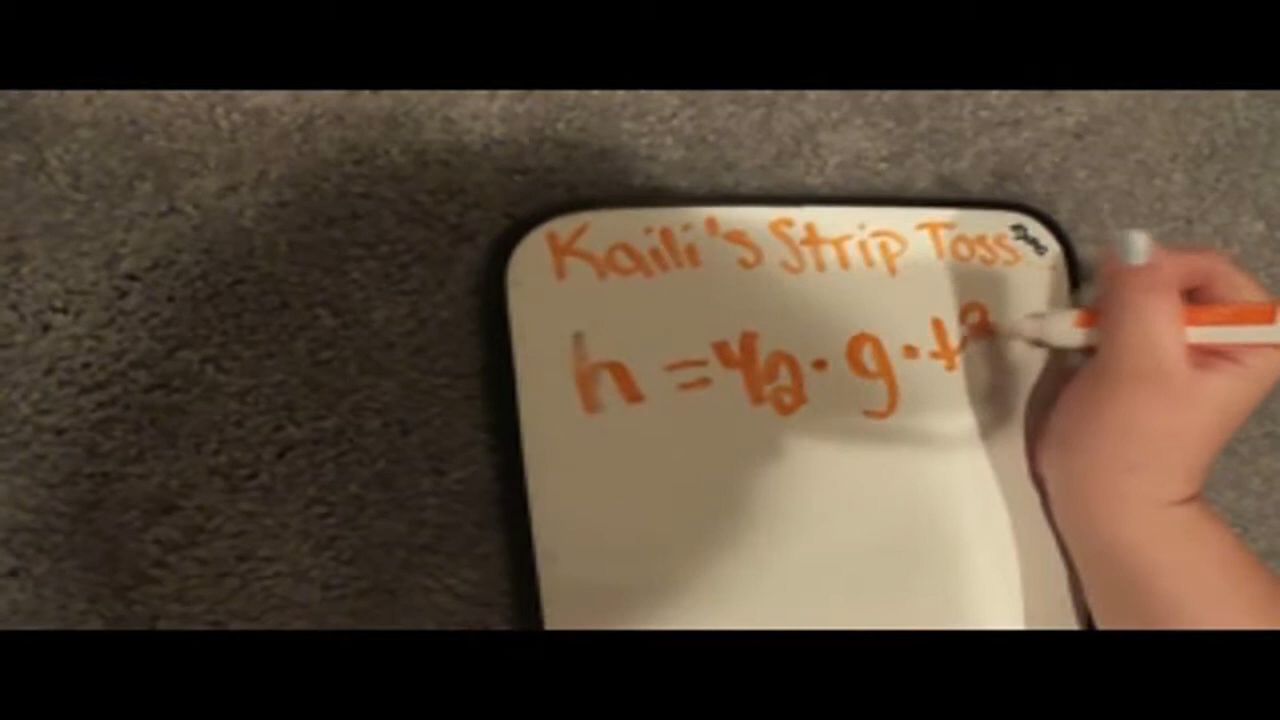 Kaili's Strip Toss
h = 1/2 · g · t²